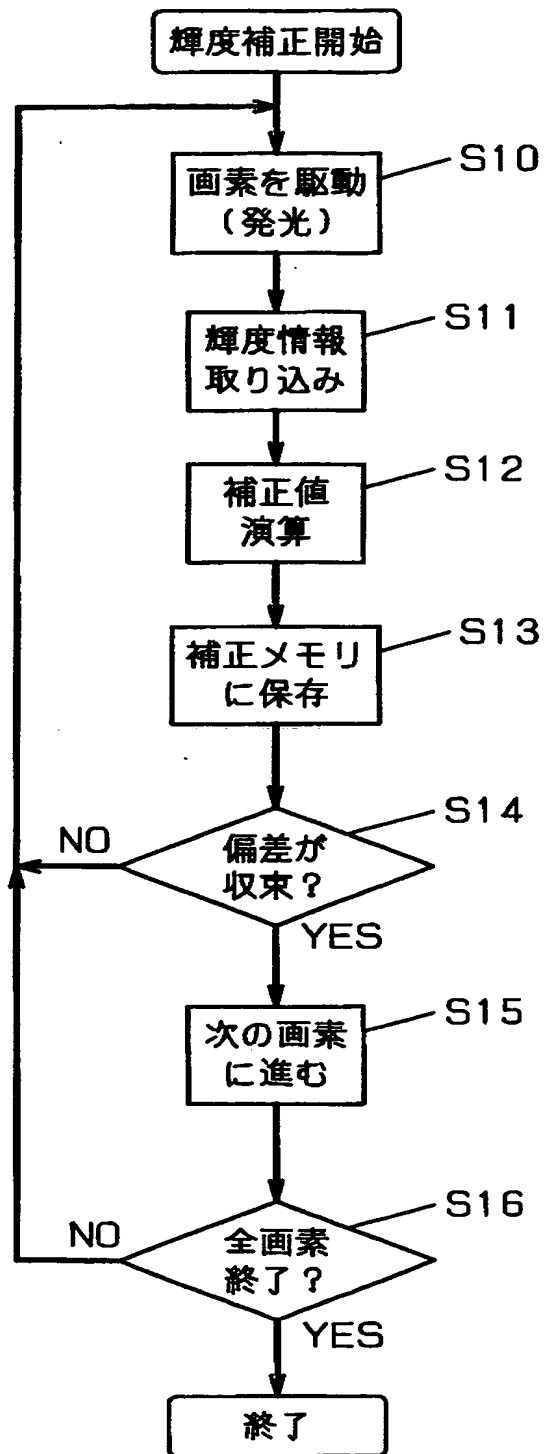 輝度補正開始
S10
画素を駆動
(発光)
S11
輝度情報
取り込み
S12
補正値
演算
S13
補正メモリ
に保存
S14
NO
偏差が
収束?
YES
S15
次の画素
に進む
S16
NO
全画素
終了?
YES
終了